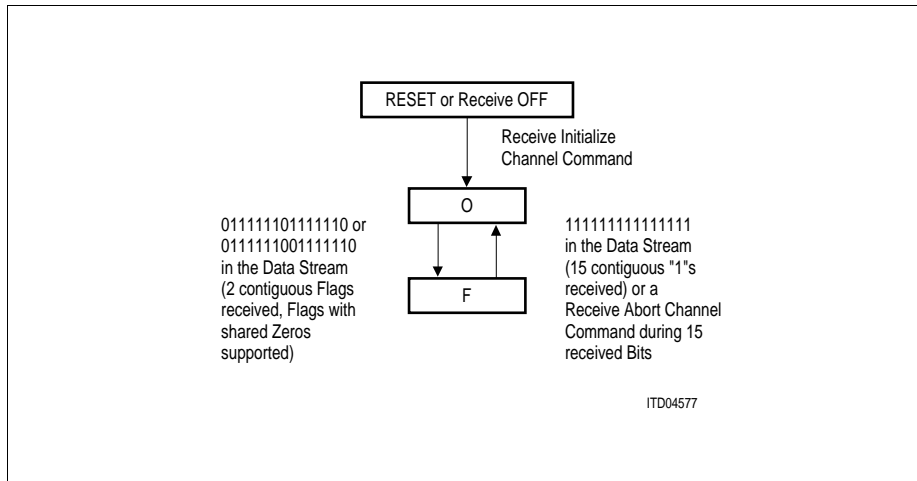 RESET or Receive OFF
Receive Initialize
Channel Command
O
011111101111110 or
0111111001111110
in the Data Stream
(2 contiguous Flags
received, Flags with
shared Zeros
supported)
F
111111111111111
in the Data Stream
(15 contiguous "1"s
received) or a
Receive Abort Channel
Command during 15
received Bits
ITD04577